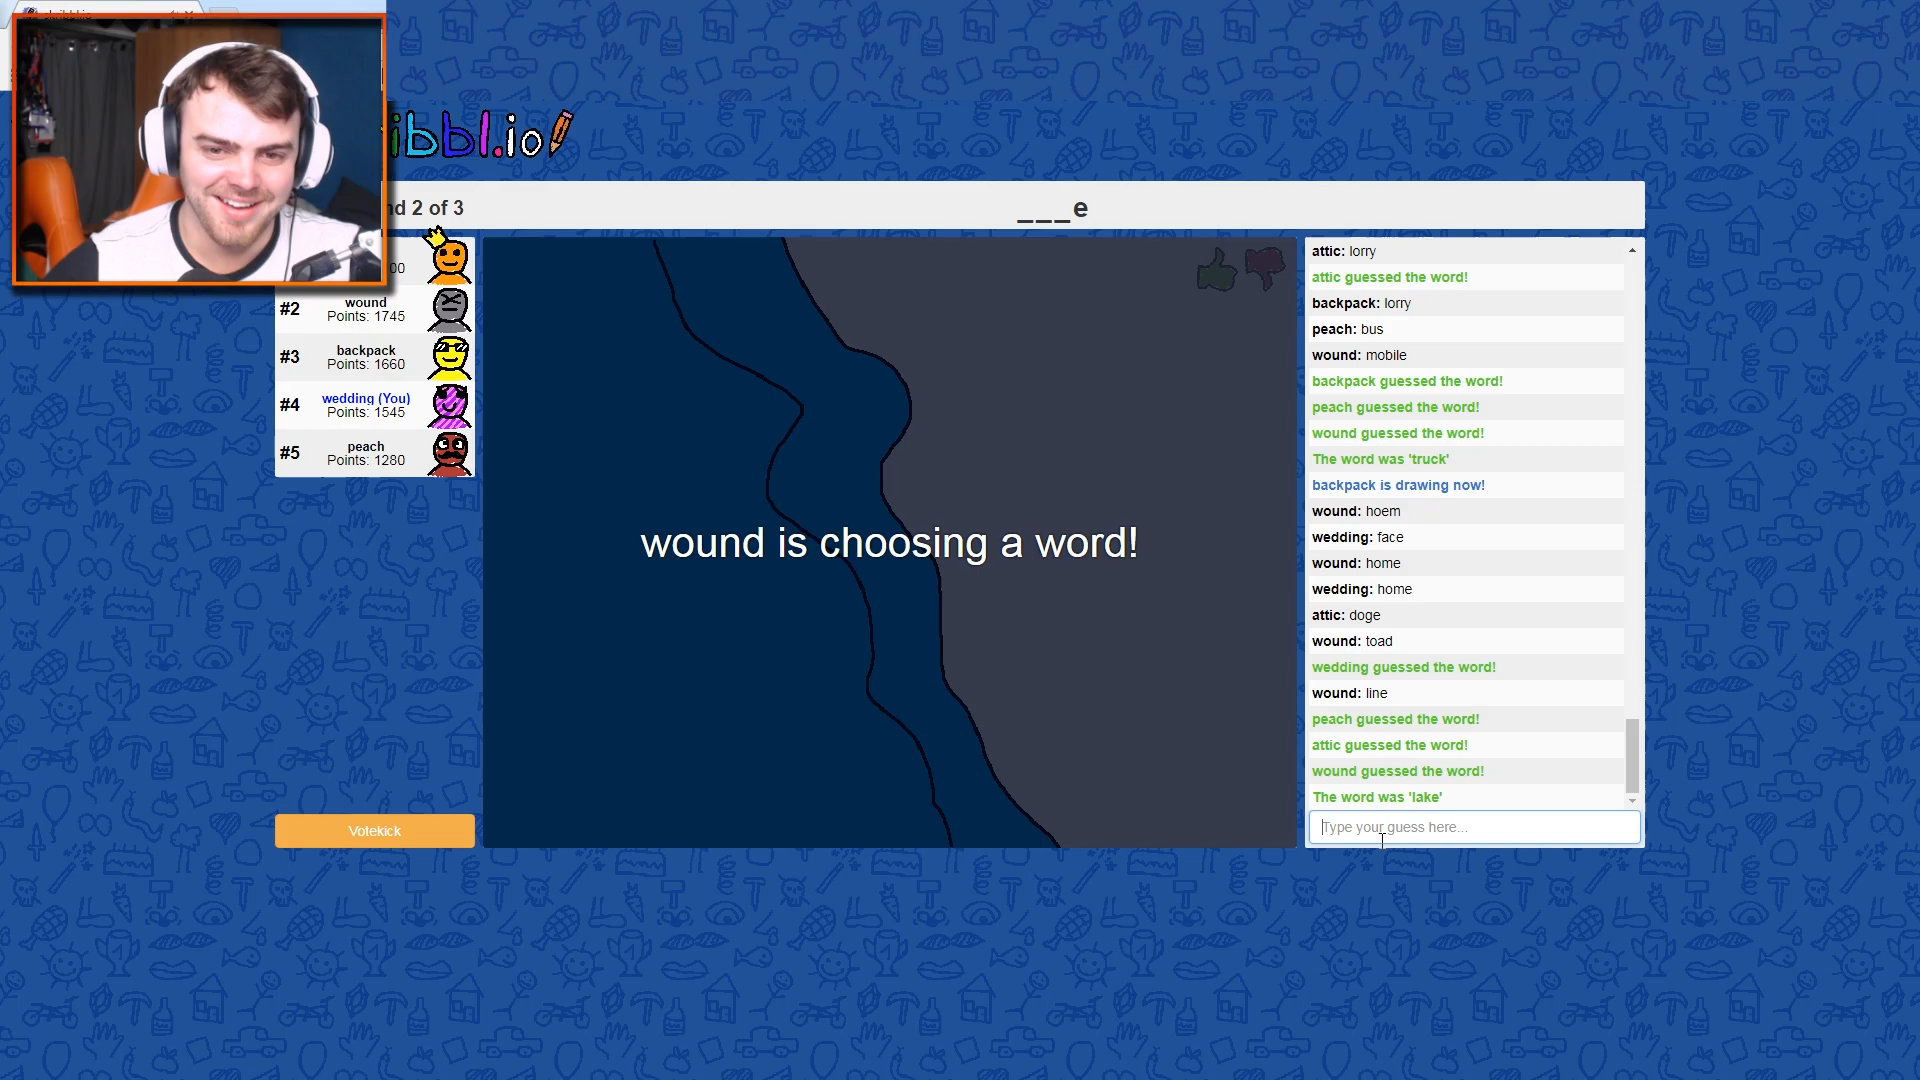 ibbl.io
nd 2 of 3
___e
00
#2
wound
Points: 1745
#3
backpack
Points: 1660
#4
wedding (You)
Points: 1545
#5
peach
Points: 1280
Votekick
wound is choosing a word!
attic: lorry
attic guessed the word!
backpack: lorry
peach: bus
wound: mobile
backpack guessed the word!
peach guessed the word!
wound guessed the word!
The word was 'truck'
backpack is drawing now!
wound: hoem
wedding: face
wound: home
wedding: home
attic: doge
wound: toad
wedding guessed the word!
wound: line
peach guessed the word!
attic guessed the word!
wound guessed the word!
The word was 'lake'
Type your guess here...